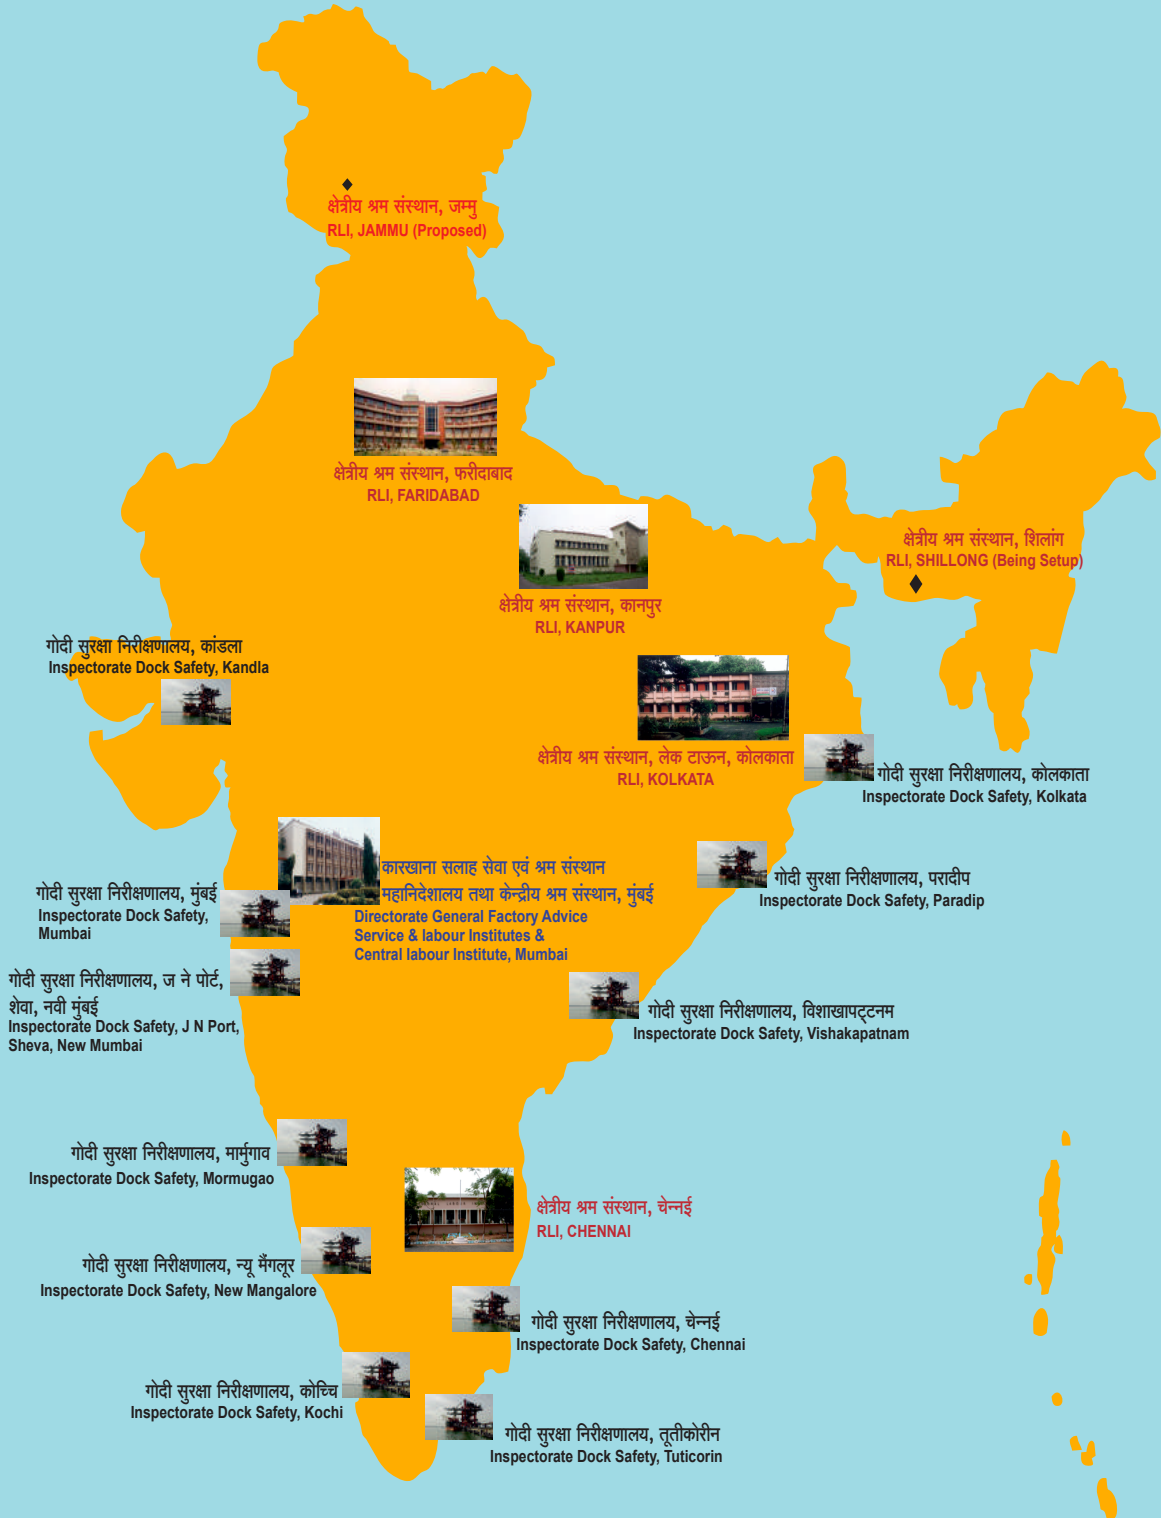 क्षेत्रीय श्रम संस्थान, जम्मु
RLI, JAMMU (Proposed)
क्षेत्रीय श्रम संस्थान, फरीदाबाद
RLI, FARIDABAD
क्षेत्रीय श्रम संस्थान, शिलांग
RLI, SHILLONG (Being Setup)
क्षेत्रीय श्रम संस्थान, कानपुर
RLI, KANPUR
गोदी सुरक्षा निरीक्षणालय, कांडला
Inspectorate Dock Safety, Kandla
क्षेत्रीय श्रम संस्थान, लेक टाऊन, कोलकाता
RLI, KOLKATA
गोदी सुरक्षा निरीक्षणालय, कोलकाता
Inspectorate Dock Safety, Kolkata
कारखाना सलाह सेवा एवं श्रम संस्थान
महानिदेशालय तथा केन्द्रीय श्रम संस्थान, मुंबई
Directorate General Factory Advice
Service & labour Institutes &
Central labour Institute, Mumbai
गोदी सुरक्षा निरीक्षणालय, परादीप
Inspectorate Dock Safety, Paradip
गोदी सुरक्षा निरीक्षणालय, मुंबई
Inspectorate Dock Safety,
Mumbai
गोदी सुरक्षा निरीक्षणालय, ज ने पोर्ट,
शेवा, नवी मुंबई
Inspectorate Dock Safety, J N Port,
Sheva, New Mumbai
गोदी सुरक्षा निरीक्षणालय, विशाखापट्टनम
Inspectorate Dock Safety, Vishakapatnam
गोदी सुरक्षा निरीक्षणालय, मार्मुगाव
Inspectorate Dock Safety, Mormugao
क्षेत्रीय श्रम संस्थान, चेन्नई
RLI, CHENNAI
गोदी सुरक्षा निरीक्षणालय, न्यू मैंगलूर
Inspectorate Dock Safety, New Mangalore
गोदी सुरक्षा निरीक्षणालय, चेन्नई
Inspectorate Dock Safety, Chennai
गोदी सुरक्षा निरीक्षणालय, कोच्चि
Inspectorate Dock Safety, Kochi
गोदी सुरक्षा निरीक्षणालय, तूतीकोरीन
Inspectorate Dock Safety, Tuticorin